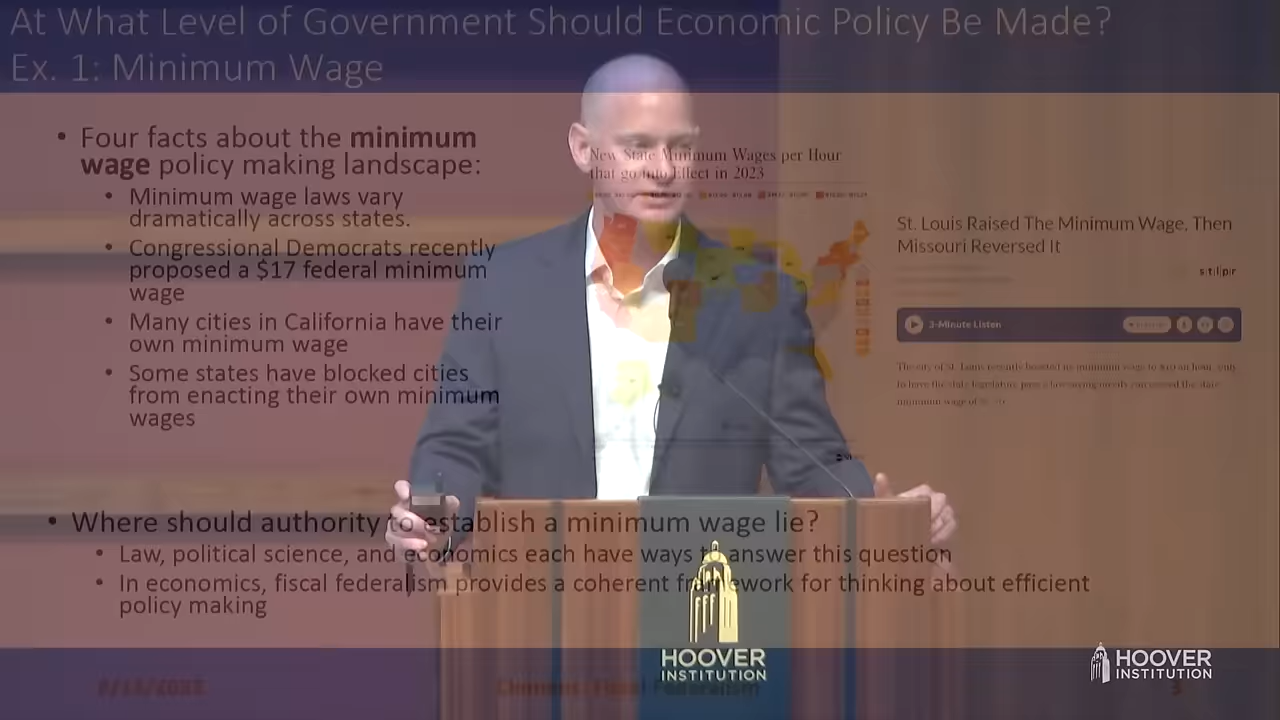 At What Level of Government Should Economic Policy Be Made?
Ex. 1: Minimum Wage
• Four facts about the minimum
wage policy making landscape:
• Minimum wage laws vary
dramatically across states.
• Congressional Democrats recently
proposed a $17 federal minimum
wage
• Many cities in California have their
own minimum wage
• Some states have blocked cities
from enacting their own minimum
wages
New State Minimum Wages per Hour
that go into Effect in 2023
St. Louis Raised The Minimum Wage, Then
Missouri Reversed It
3-Minute Listen
• Where should authority to establish a minimum wage lie?
• Law, political science, and economics each have ways to answer this question
• In economics, fiscal federalism provides a coherent framework for thinking about efficient
policy making
Clemens: Fiscal Federalism
HOOVER
INSTITUTION
HOOVER
INSTITUTION